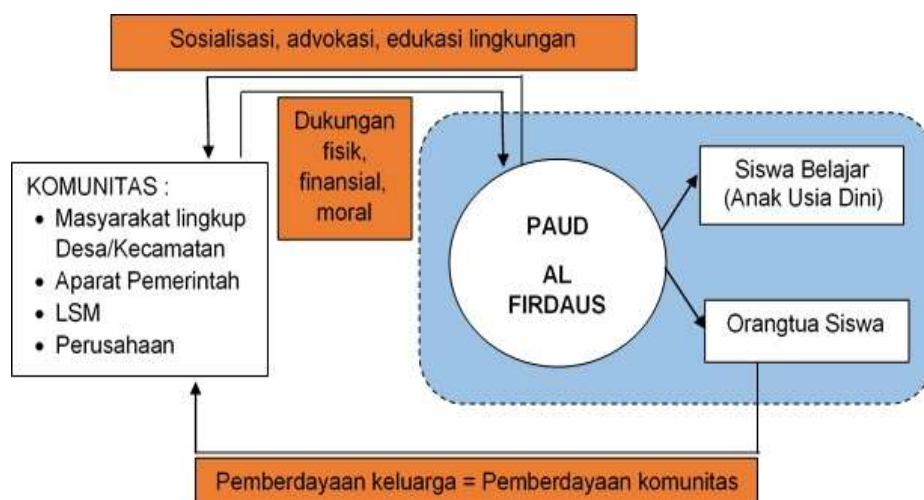 Sosialisasi, advokasi, edukasi lingkungan
Dukungan
fisik,
finansial,
moral
KOMUNITAS :
• Masyarakat lingkup
Desa/Kecamatan
• Aparat Pemerintah
• LSM
• Perusahaan
PAUD
AL
FIRDAUS
Siswa Belajar
(Anak Usia Dini)
Orangtua Siswa
Pemberdayaan keluarga = Pemberdayaan komunitas